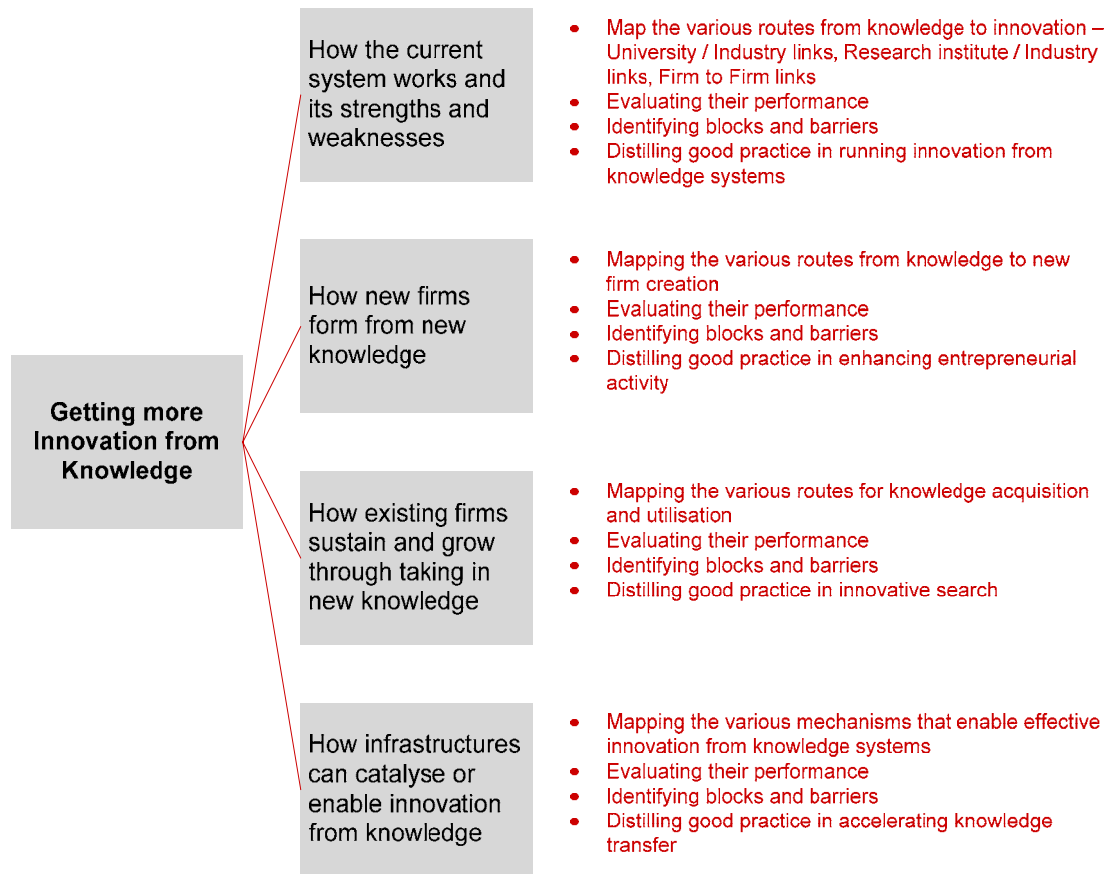 How the current
system works and
its strengths and
weaknesses
• Map the various routes from knowledge to innovation –
University / Industry links, Research institute / Industry
links, Firm to Firm links
• Evaluating their performance
• Identifying blocks and barriers
• Distilling good practice in running innovation from
knowledge systems
How new firms
form from new
knowledge
• Mapping the various routes from knowledge to new
firm creation
• Evaluating their performance
• Identifying blocks and barriers
• Distilling good practice in enhancing entrepreneurial
activity
Getting more
Innovation from
Knowledge
How existing firms
sustain and grow
through taking in
new knowledge
• Mapping the various routes for knowledge acquisition
and utilisation
• Evaluating their performance
• Identifying blocks and barriers
• Distilling good practice in innovative search
How infrastructures
can catalyse or
enable innovation
from knowledge
• Mapping the various mechanisms that enable effective
innovation from knowledge systems
• Evaluating their performance
• Identifying blocks and barriers
• Distilling good practice in accelerating knowledge
transfer